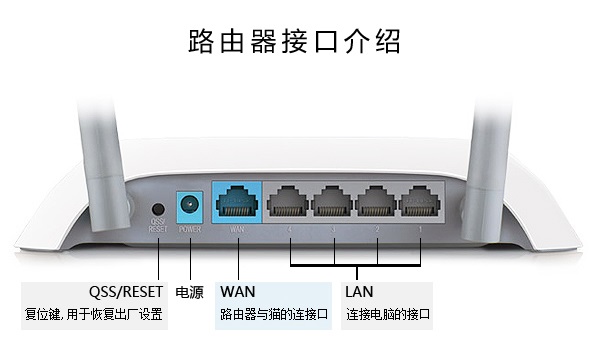 路由器接口介绍
QSS/
RESET
POWER
WAN
4
3
2
1
QSS/RESET
复位键, 用于恢复出厂设置
电源
WAN
路由器与猫的连接口
LAN
连接电脑的接口